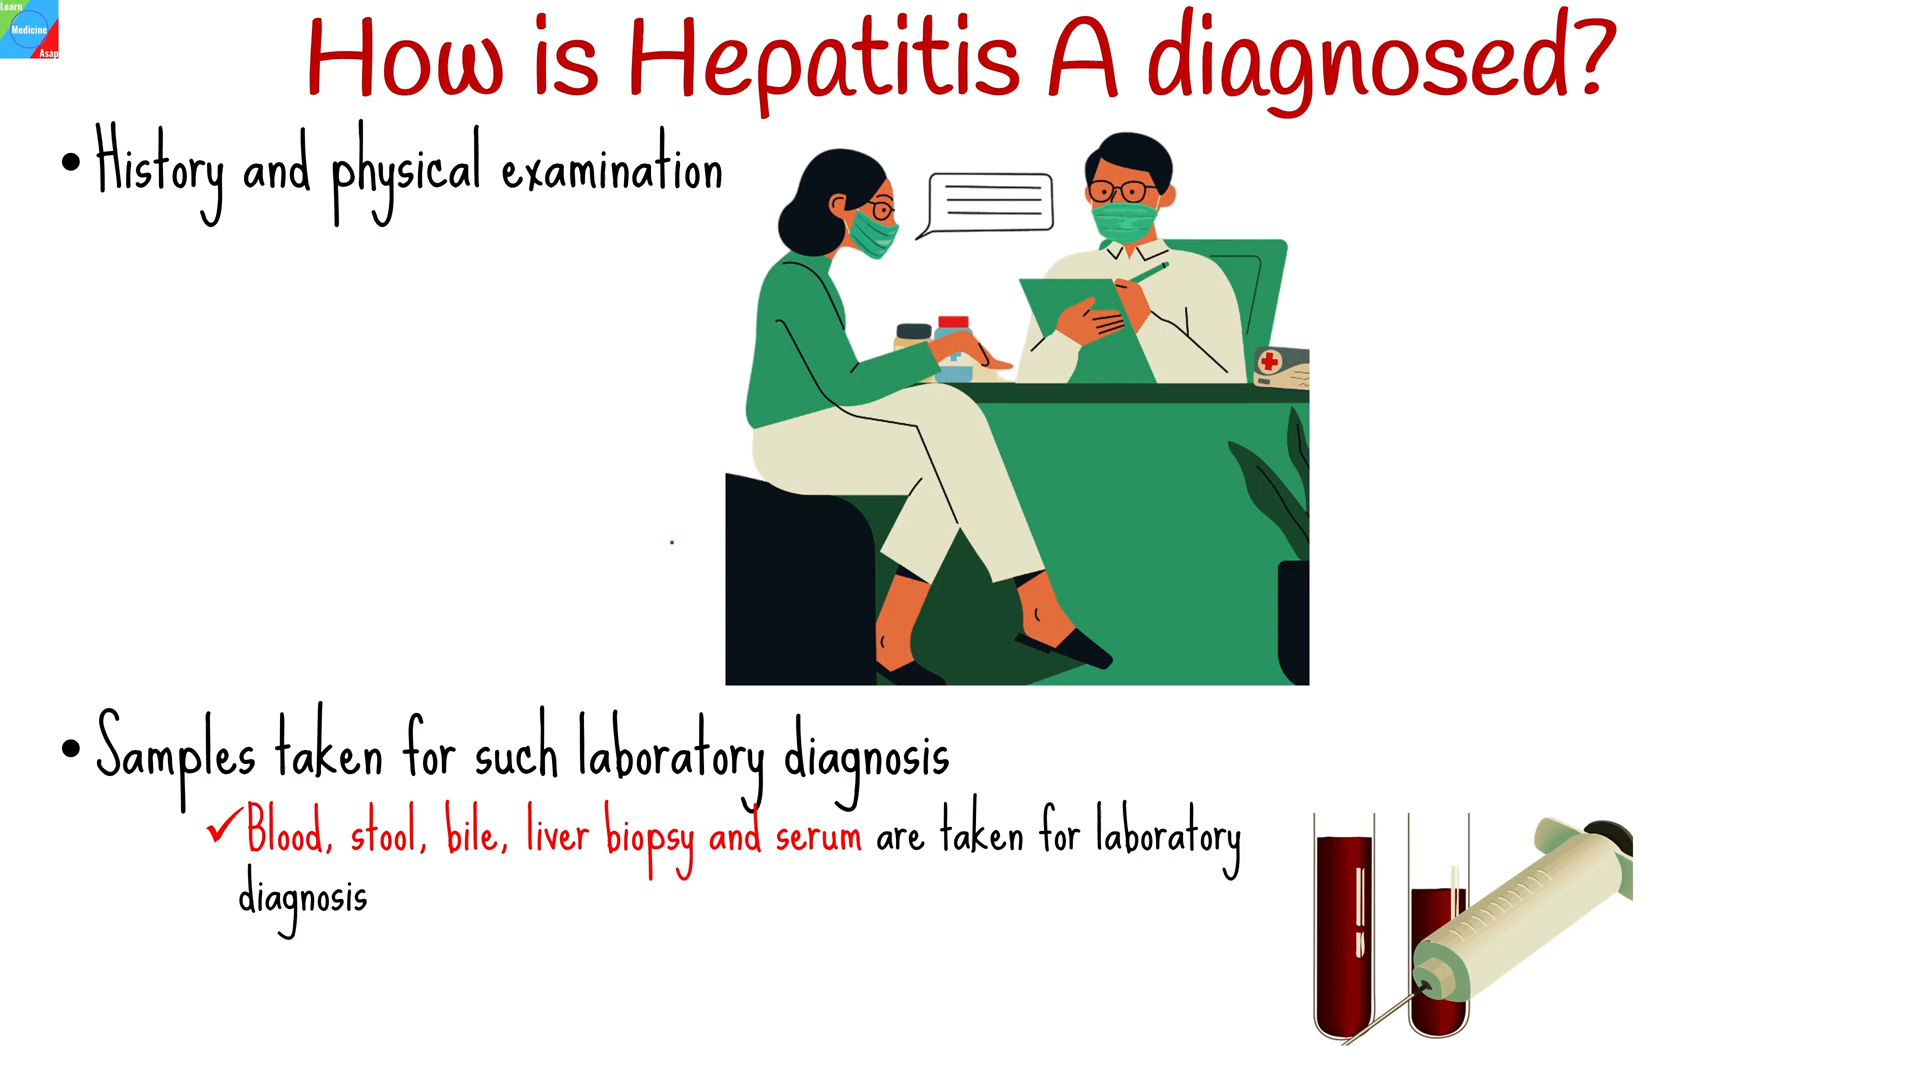 Learn
Medicine
Asap
How is Hepatitis A diagnosed?
• History and physical examination
• Samples taken for such laboratory diagnosis
✓Blood, stool, bile, liver biopsy and serum are taken for laboratory
diagnosis